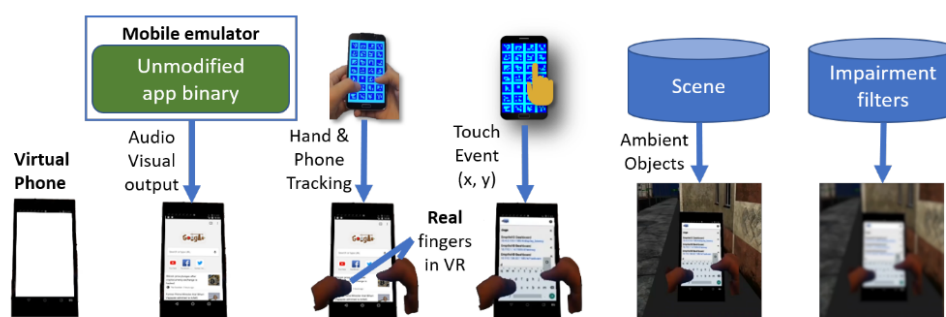 Mobile emulator
Unmodified
app binary
Scene
Impairment
filters
Audio
Visual
output
Hand &
Phone
Tracking
Touch
Event
(x, y)
Ambient
Objects
Virtual
Phone
Real
fingers
in VR